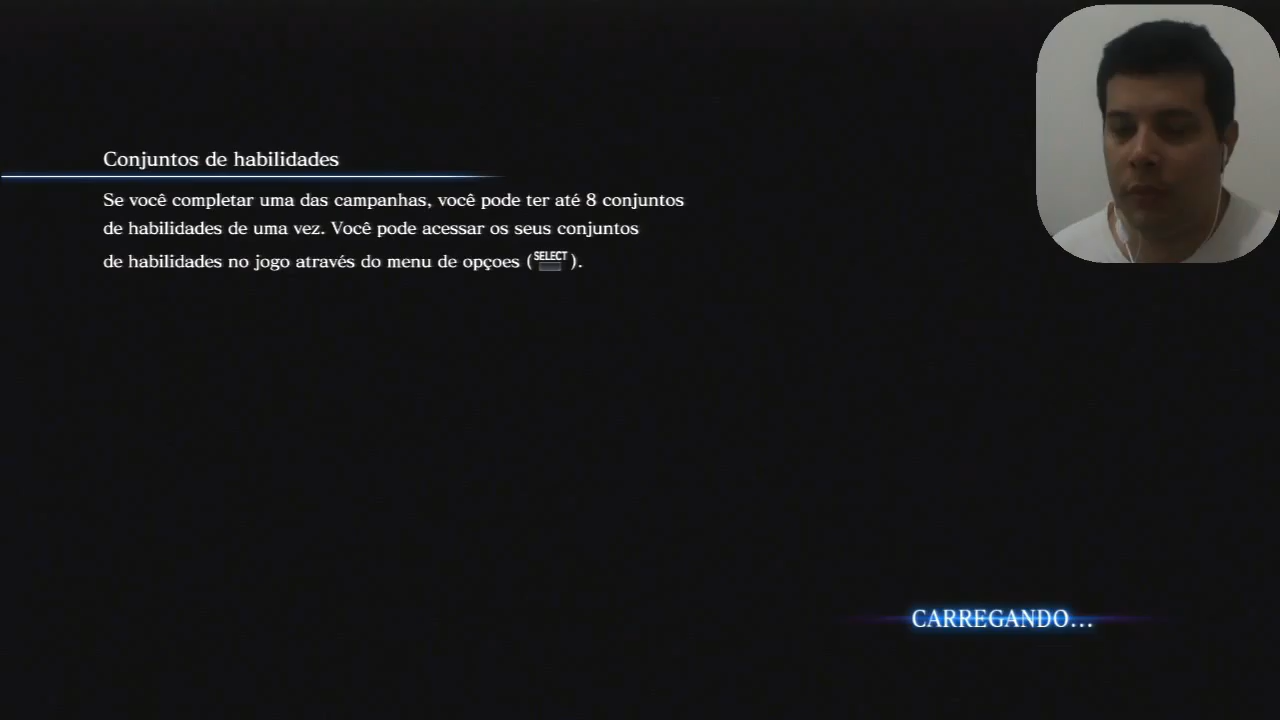 Conjuntos de habilidades
Se você completar uma das campanhas, você pode ter até 8 conjuntos
de habilidades de uma vez. Você pode acessar os seus conjuntos
de habilidades no jogo através do menu de opçoes (SELECT).
CARREGANDO...